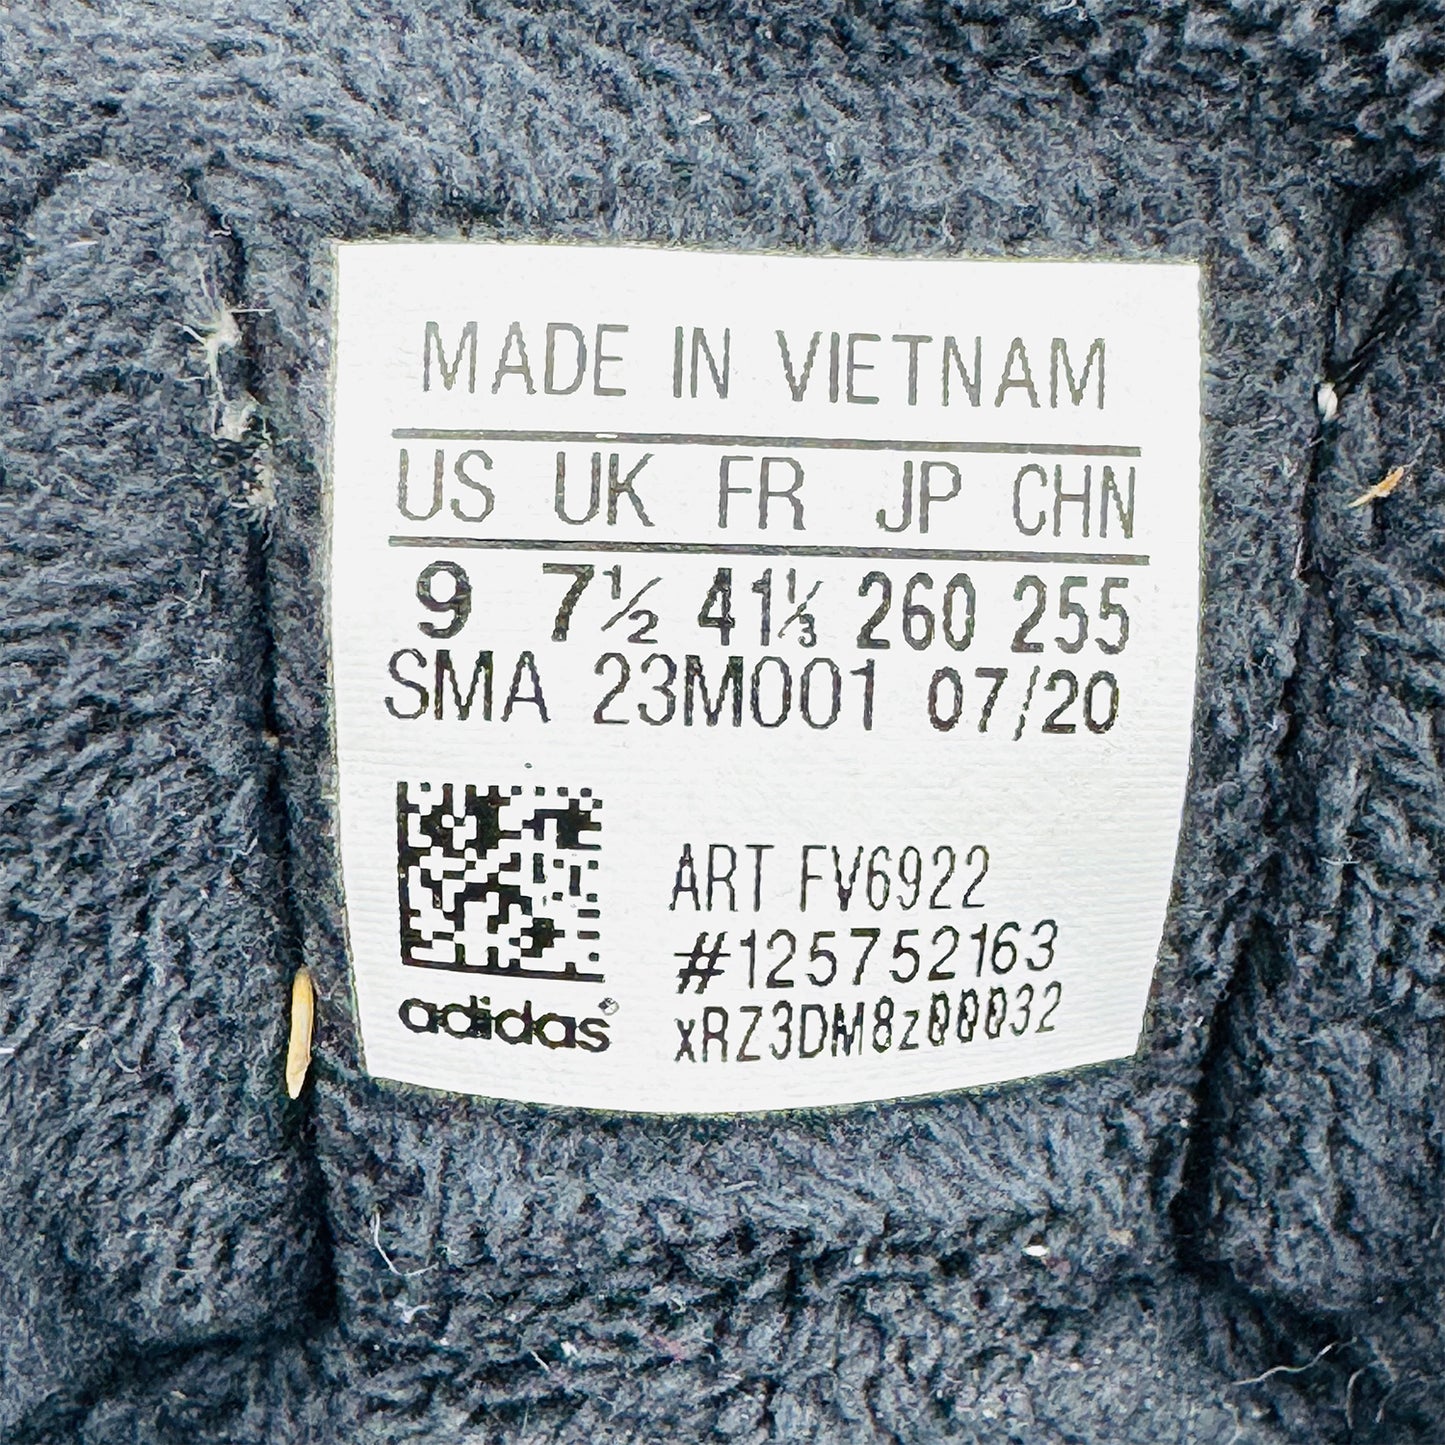 MADE IN VIETNAM
US UK FR JP CHN
9 7½ 41⅓ 260 255
SMA 23M001 07/20
ART FV6922
#125752163
xRZ3DM8z00032
adidas®